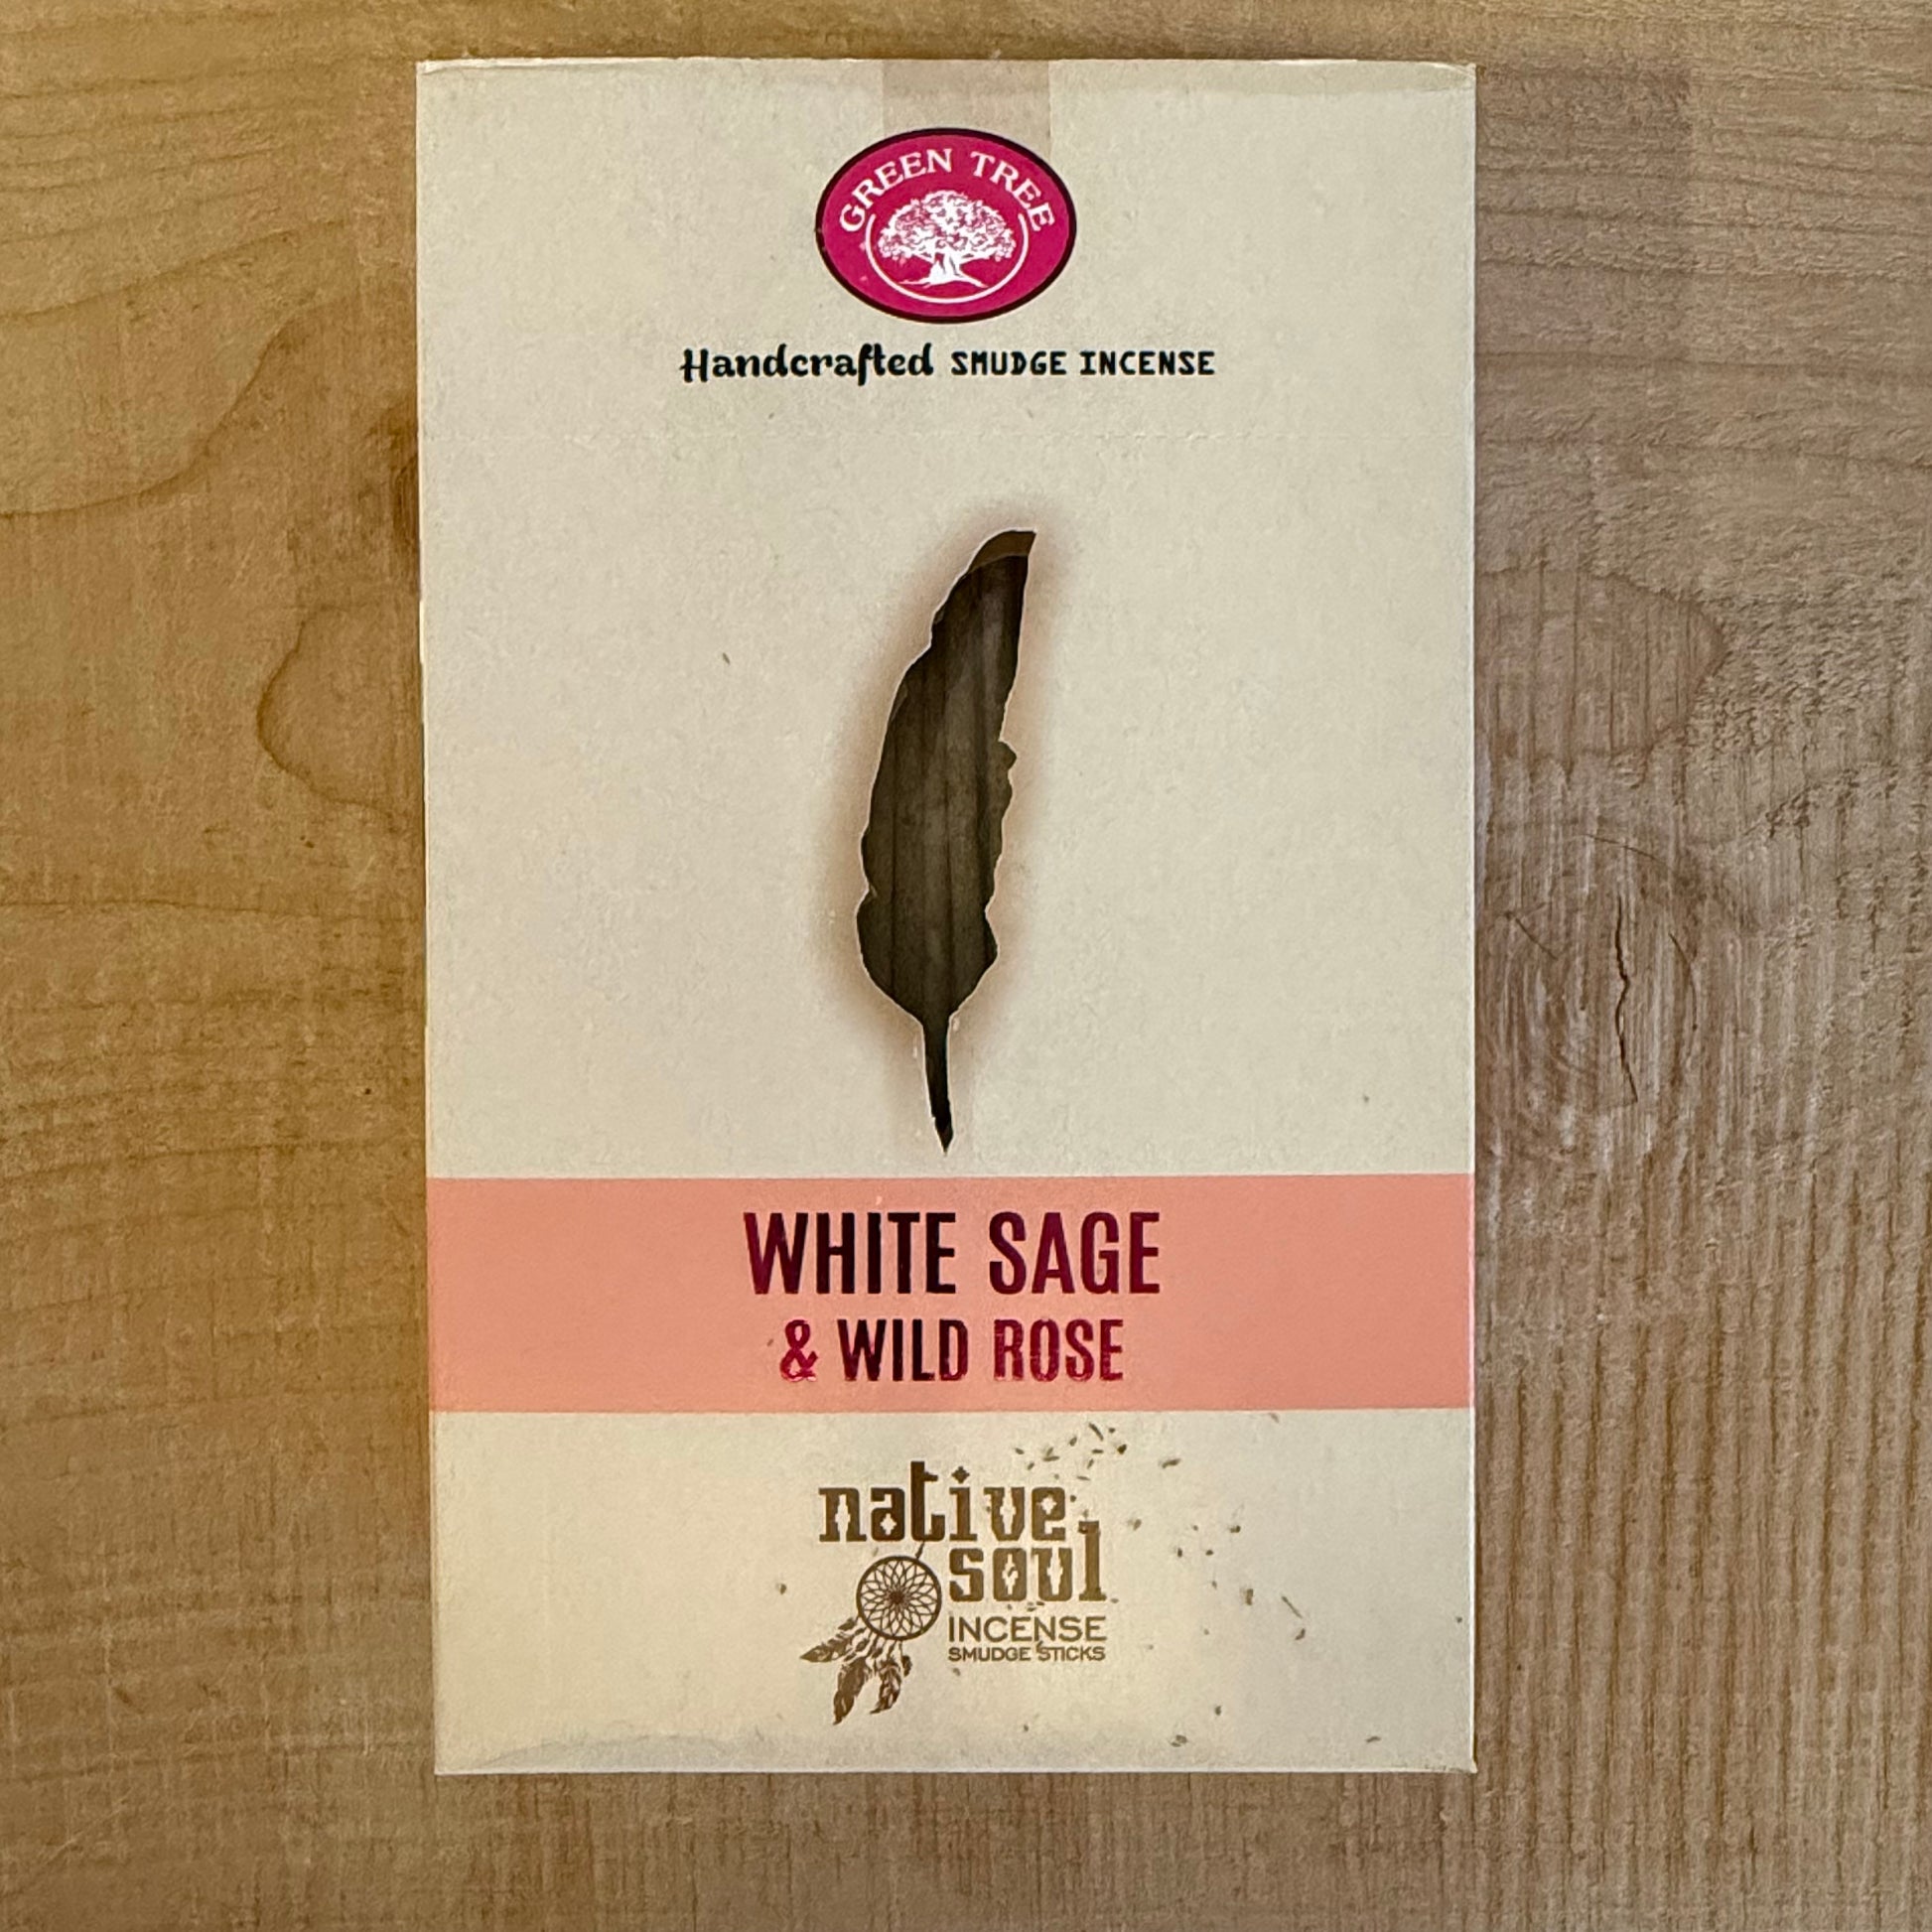 GREEN TREE
Handcrafted SMUDGE INCENSE
WHITE SAGE
& WILD ROSE
native
soul
INCENSE
SMUDGE STICKS